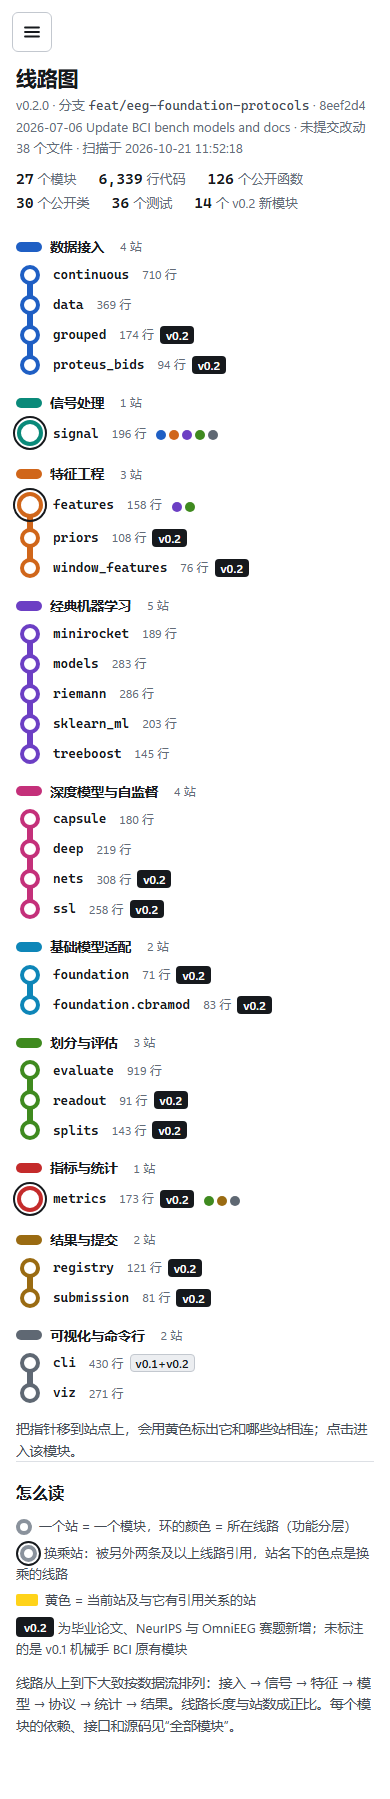 线路图
v0.2.0 · 分支 feat/eeg-foundation-protocols · 8eef2d4
2026-07-06 Update BCI bench models and docs · 未提交改动
38 个文件 · 扫描于 2026-10-21 11:52:18
27 个模块 6,339 行代码 126 个公开函数
30 个公开类 36 个测试 14 个 v0.2 新模块
数据接入 4 站
continuous 710 行
data 369 行
grouped 174 行 v0.2
proteus_bids 94 行 v0.2
信号处理 1 站
signal 196 行
特征工程 3 站
features 158 行
priors 108 行 v0.2
window_features 76 行 v0.2
经典机器学习 5 站
minirocket 189 行
models 283 行
riemann 286 行
sklearn_ml 203 行
treeboost 145 行
深度模型与自监督 4 站
capsule 180 行
deep 219 行
nets 308 行 v0.2
ssl 258 行 v0.2
基础模型适配 2 站
foundation 71 行 v0.2
foundation.cbramod 83 行 v0.2
划分与评估 3 站
evaluate 919 行
readout 91 行 v0.2
splits 143 行 v0.2
指标与统计 1 站
metrics 173 行 v0.2
结果与提交 2 站
registry 121 行 v0.2
submission 81 行 v0.2
可视化与命令行 2 站
cli 430 行 v0.1+v0.2
viz 271 行
把指针移到站点上，会用黄色标出它和哪些站相连；点击进
入该模块。
怎么读
一个站 = 一个模块，环的颜色 = 所在线路（功能分层）
换乘站：被另外两条及以上线路引用，站名下的色点是换
乘的线路
黄色 = 当前站及与它有引用关系的站
v0.2 为毕业论文、NeurIPS 与 OmniEEG 赛题新增；未标注
的是 v0.1 机械手 BCI 原有模块
线路从上到下大致按数据流排列：接入 → 信号 → 特征 → 模
型 → 协议 → 统计 → 结果。线路长度与站数成正比。每个模
块的依赖、接口和源码见“全部模块”。